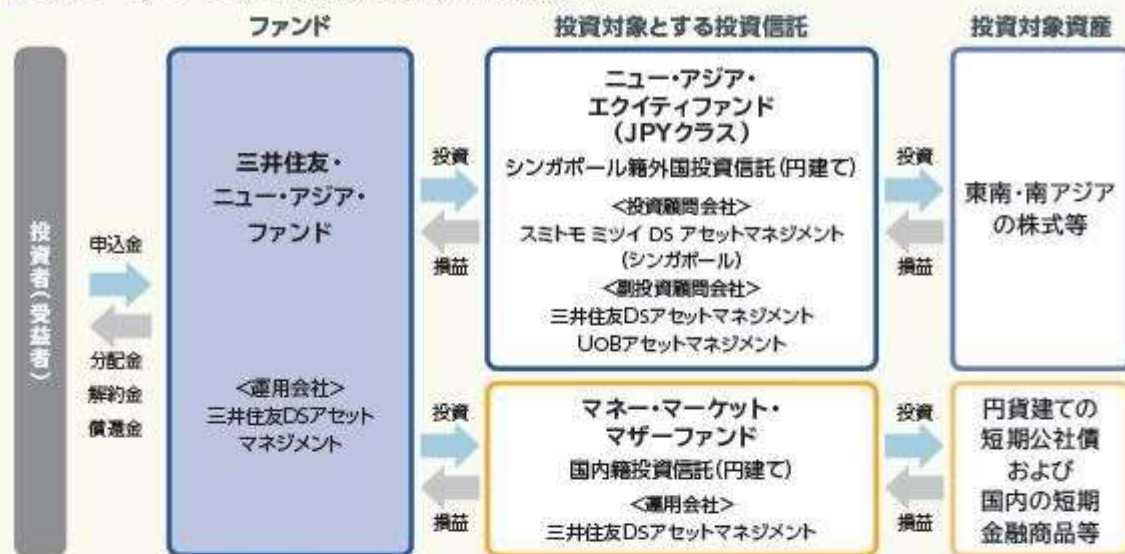 ファンド
投資対象とする投資信託
投資対象資産
投資者(受益者)
申込金
分配金
解約金
償還金
三井住友・
ニュー・アジア・
ファンド
<運用会社>
三井住友DSアセット
マネジメント
投資
損益
ニュー・アジア・
エクイティファンド
(JPYクラス)
シンガポール籍外国投資信託(円建て)
<投資顧問会社>
スミトモ ミツイ DS アセットマネジメント
(シンガポール)
<副投資顧問会社>
三井住友DSアセットマネジメント
UOBアセットマネジメント
投資
損益
東南・南アジア
の株式等
投資
損益
マネー・マーケット・
マザーファンド
国内籍投資信託(円建て)
<運用会社>
三井住友DSアセットマネジメント
投資
損益
円貨建ての
短期公社債
および
国内の短期
金融商品等